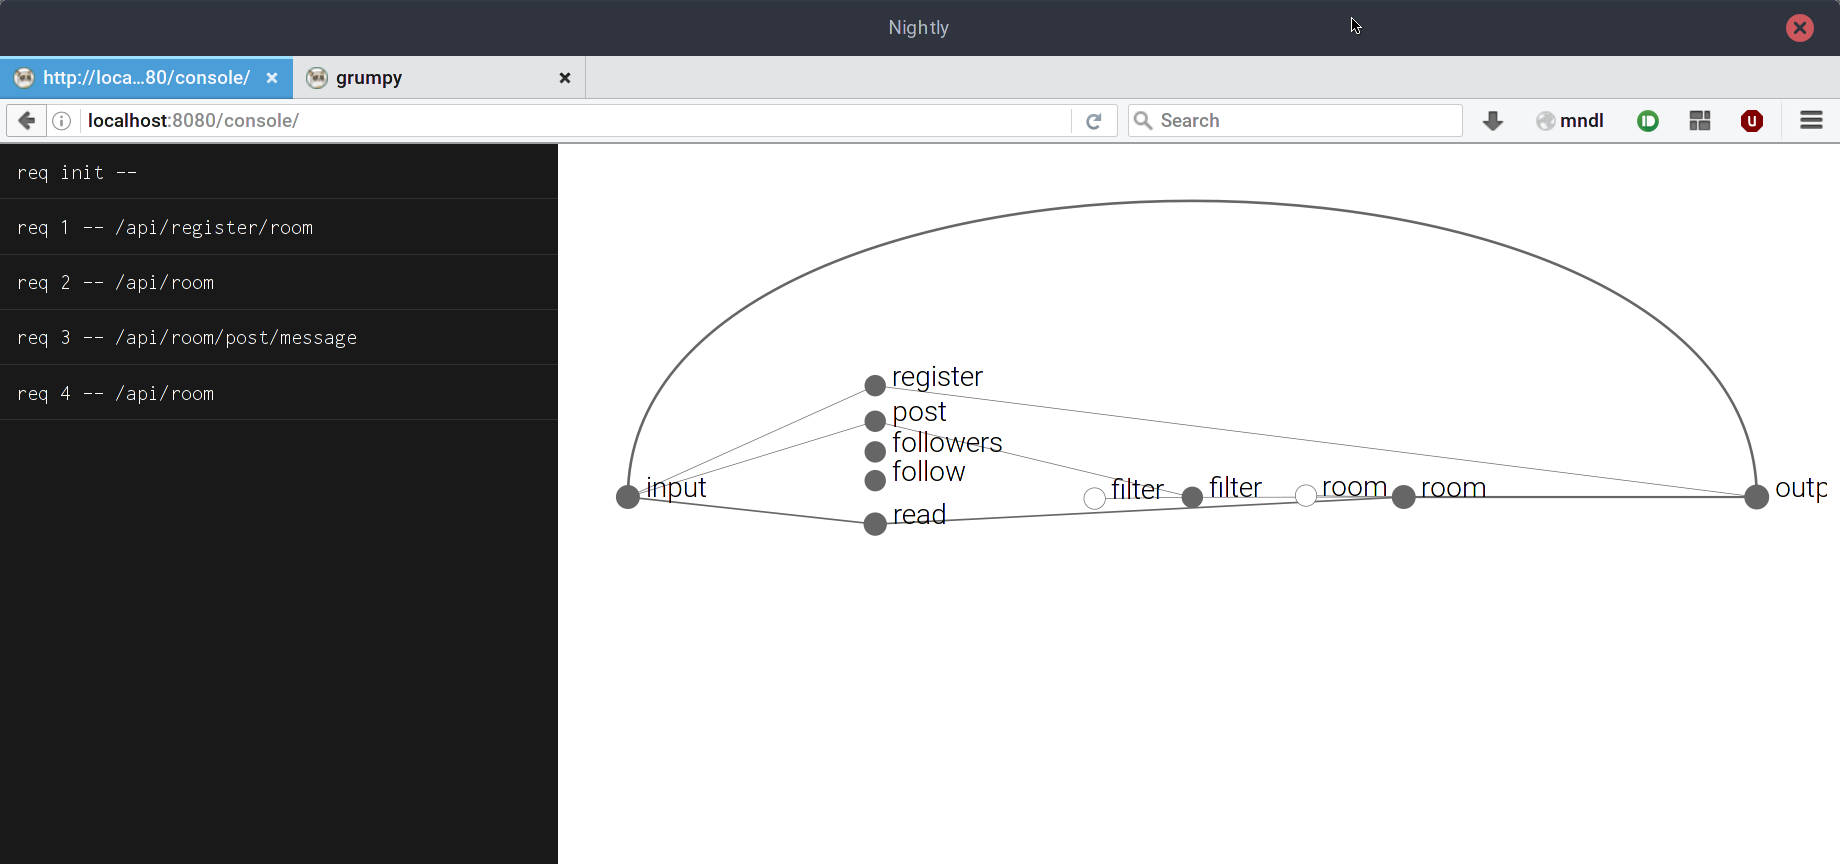 Nightly
http://loca...80/console/
grumpy
localhost:8080/console/
Search
mndl
req init --
req 1 -- /api/register/room
req 2 -- /api/room
req 3 -- /api/room/post/message
req 4 -- /api/room
register
post
followers
follow
input
filter
filter
room
room
outp
read